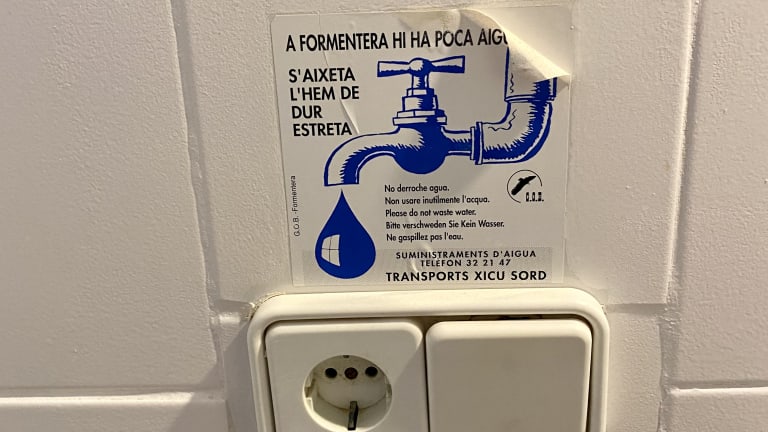 A FORMENTERA HI HA POCA
S'AIXETA
L'HEM DE
DUR
ESTRETA
G.O.B.-Formentera
No derroche agua.
Non usare inutilmente l'acqua.
Please do not waste water.
Bitte verschweden Sie Kein Wasser.
Ne gaspillez pas l'eau.
G.O.B.
SUMINISTRAMENTS D'AIGUA
TELEFON 32 21 47
TRANSPORTS XICU SORD